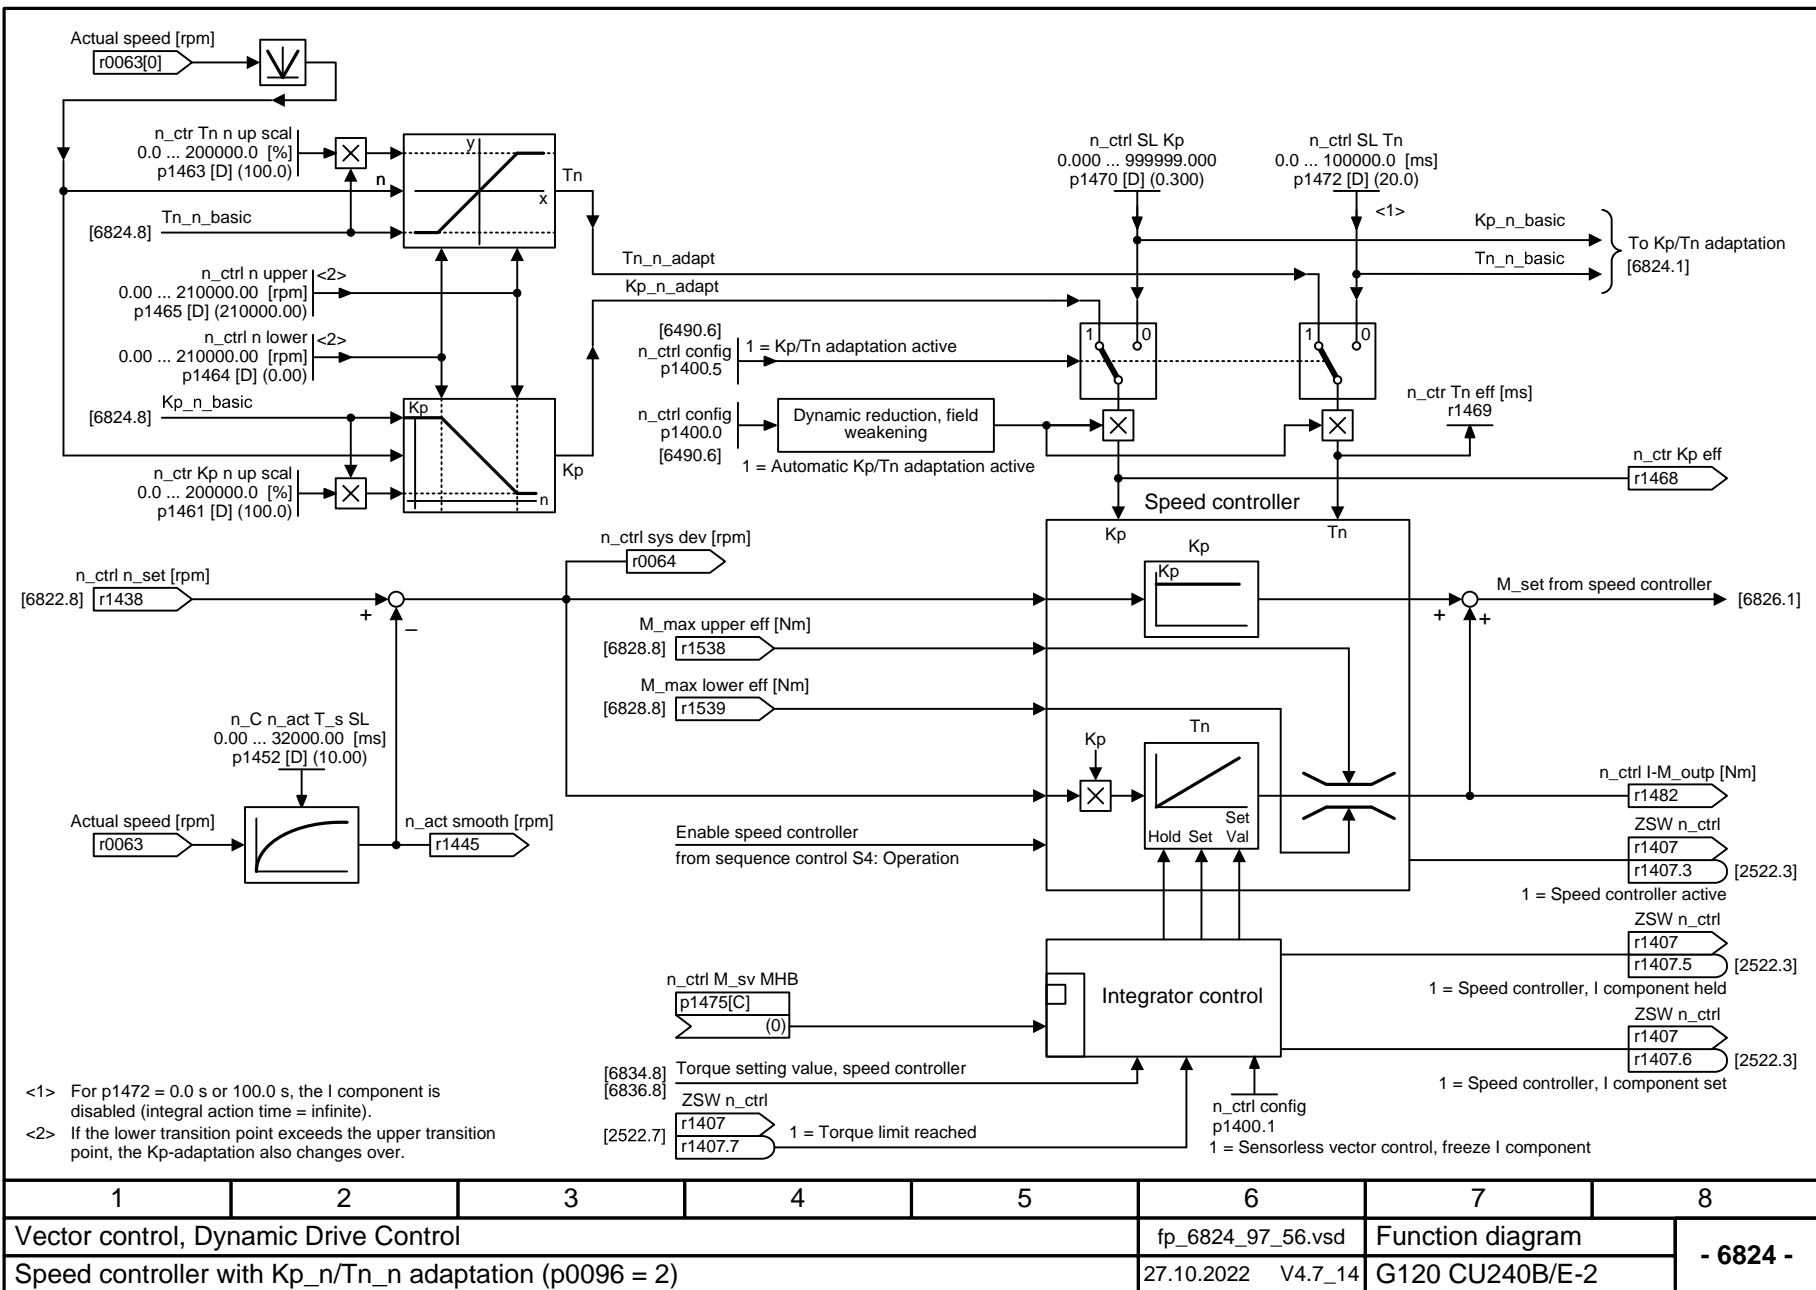 Actual speed [rpm]
r0063[0]
n_ctr Tn n up scal
0.0 ... 200000.0 [%]
p1463 [D] (100.0)
n
y
x
Tn
Tn_n_basic
[6824.8]
n_ctrl n upper <2>
0.00 ... 210000.00 [rpm]
p1465 [D] (210000.00)
n_ctrl n lower <2>
0.00 ... 210000.00 [rpm]
p1464 [D] (0.00)
Kp_n_basic
[6824.8]
Kp
n
Kp
n_ctr Kp n up scal
0.0 ... 200000.0 [%]
p1461 [D] (100.0)
n_ctrl SL Kp
0.000 ... 999999.000
p1470 [D] (0.300)
n_ctrl SL Tn
0.0 ... 100000.0 [ms]
p1472 [D] (20.0)
<1>
Kp_n_basic
Tn_n_basic
To Kp/Tn adaptation
[6824.1]
Tn_n_adapt
Kp_n_adapt
1 0
1 0
[6490.6]
n_ctrl config
p1400.5
1 = Kp/Tn adaptation active
n_ctrl config
p1400.0
[6490.6]
Dynamic reduction, field
weakening
1 = Automatic Kp/Tn adaptation active
n_ctr Tn eff [ms]
r1469
n_ctr Kp eff
r1468
Speed controller
Kp
Tn
Kp
Kp
n_ctrl sys dev [rpm]
r0064
n_ctrl n_set [rpm]
[6822.8] r1438
+
–
M_max upper eff [Nm]
[6828.8] r1538
M_max lower eff [Nm]
[6828.8] r1539
+
+
M_set from speed controller
[6826.1]
n_C n_act T_s SL
0.00 ... 32000.00 [ms]
p1452 [D] (10.00)
Actual speed [rpm]
r0063
n_act smooth [rpm]
r1445
Kp
Tn
Hold Set
Set
Val
Enable speed controller
from sequence control S4: Operation
n_ctrl I-M_outp [Nm]
r1482
ZSW n_ctrl
r1407
r1407.3 [2522.3]
1 = Speed controller active
ZSW n_ctrl
r1407
r1407.5 [2522.3]
1 = Speed controller, I component held
ZSW n_ctrl
r1407
r1407.6 [2522.3]
1 = Speed controller, I component set
n_ctrl M_sv MHB
p1475[C]
(0)
Integrator control
[6834.8]
[6836.8]
Torque setting value, speed controller
ZSW n_ctrl
r1407
[2522.7] r1407.7
1 = Torque limit reached
n_ctrl config
p1400.1
1 = Sensorless vector control, freeze I component
<1> For p1472 = 0.0 s or 100.0 s, the I component is
disabled (integral action time = infinite).
<2> If the lower transition point exceeds the upper transition
point, the Kp-adaptation also changes over.
1 2 3 4 5 6 7 8
Vector control, Dynamic Drive Control
fp_6824_97_56.vsd
Function diagram
- 6824 -
Speed controller with Kp_n/Tn_n adaptation (p0096 = 2)
27.10.2022 V4.7_14
G120 CU240B/E-2